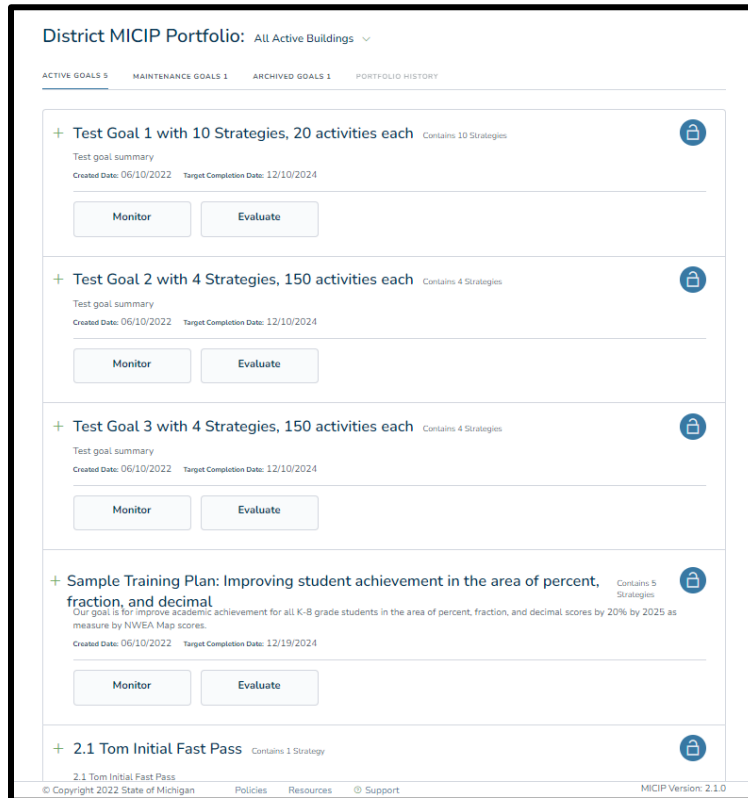 District MICIP Portfolio: All Active Buildings
ACTIVE GOALS 5 MAINTENANCE GOALS 1 ARCHIVED GOALS 1 PORTFOLIO HISTORY
+ Test Goal 1 with 10 Strategies, 20 activities each Contains 10 Strategies
Test goal summary
Created Date: 06/10/2022 Target Completion Date: 12/10/2024
Monitor Evaluate
+ Test Goal 2 with 4 Strategies, 150 activities each Contains 4 Strategies
Test goal summary
Created Date: 06/10/2022 Target Completion Date: 12/10/2024
Monitor Evaluate
+ Test Goal 3 with 4 Strategies, 150 activities each Contains 4 Strategies
Test goal summary
Created Date: 06/10/2022 Target Completion Date: 12/10/2024
Monitor Evaluate
+ Sample Training Plan: Improving student achievement in the area of percent, Contains 5
fraction, and decimal Strategies
Our goal is for improve academic achievement for all K-8 grade students in the area of percent, fraction, and decimal scores by 20% by 2025 as
measure by NWEA Map scores.
Created Date: 06/10/2022 Target Completion Date: 12/19/2024
Monitor Evaluate
+ 2.1 Tom Initial Fast Pass Contains 1 Strategy
2.1 Tom Initial Fast Pass
© Copyright 2022 State of Michigan Policies Resources Support MICIP Version: 2.1.0